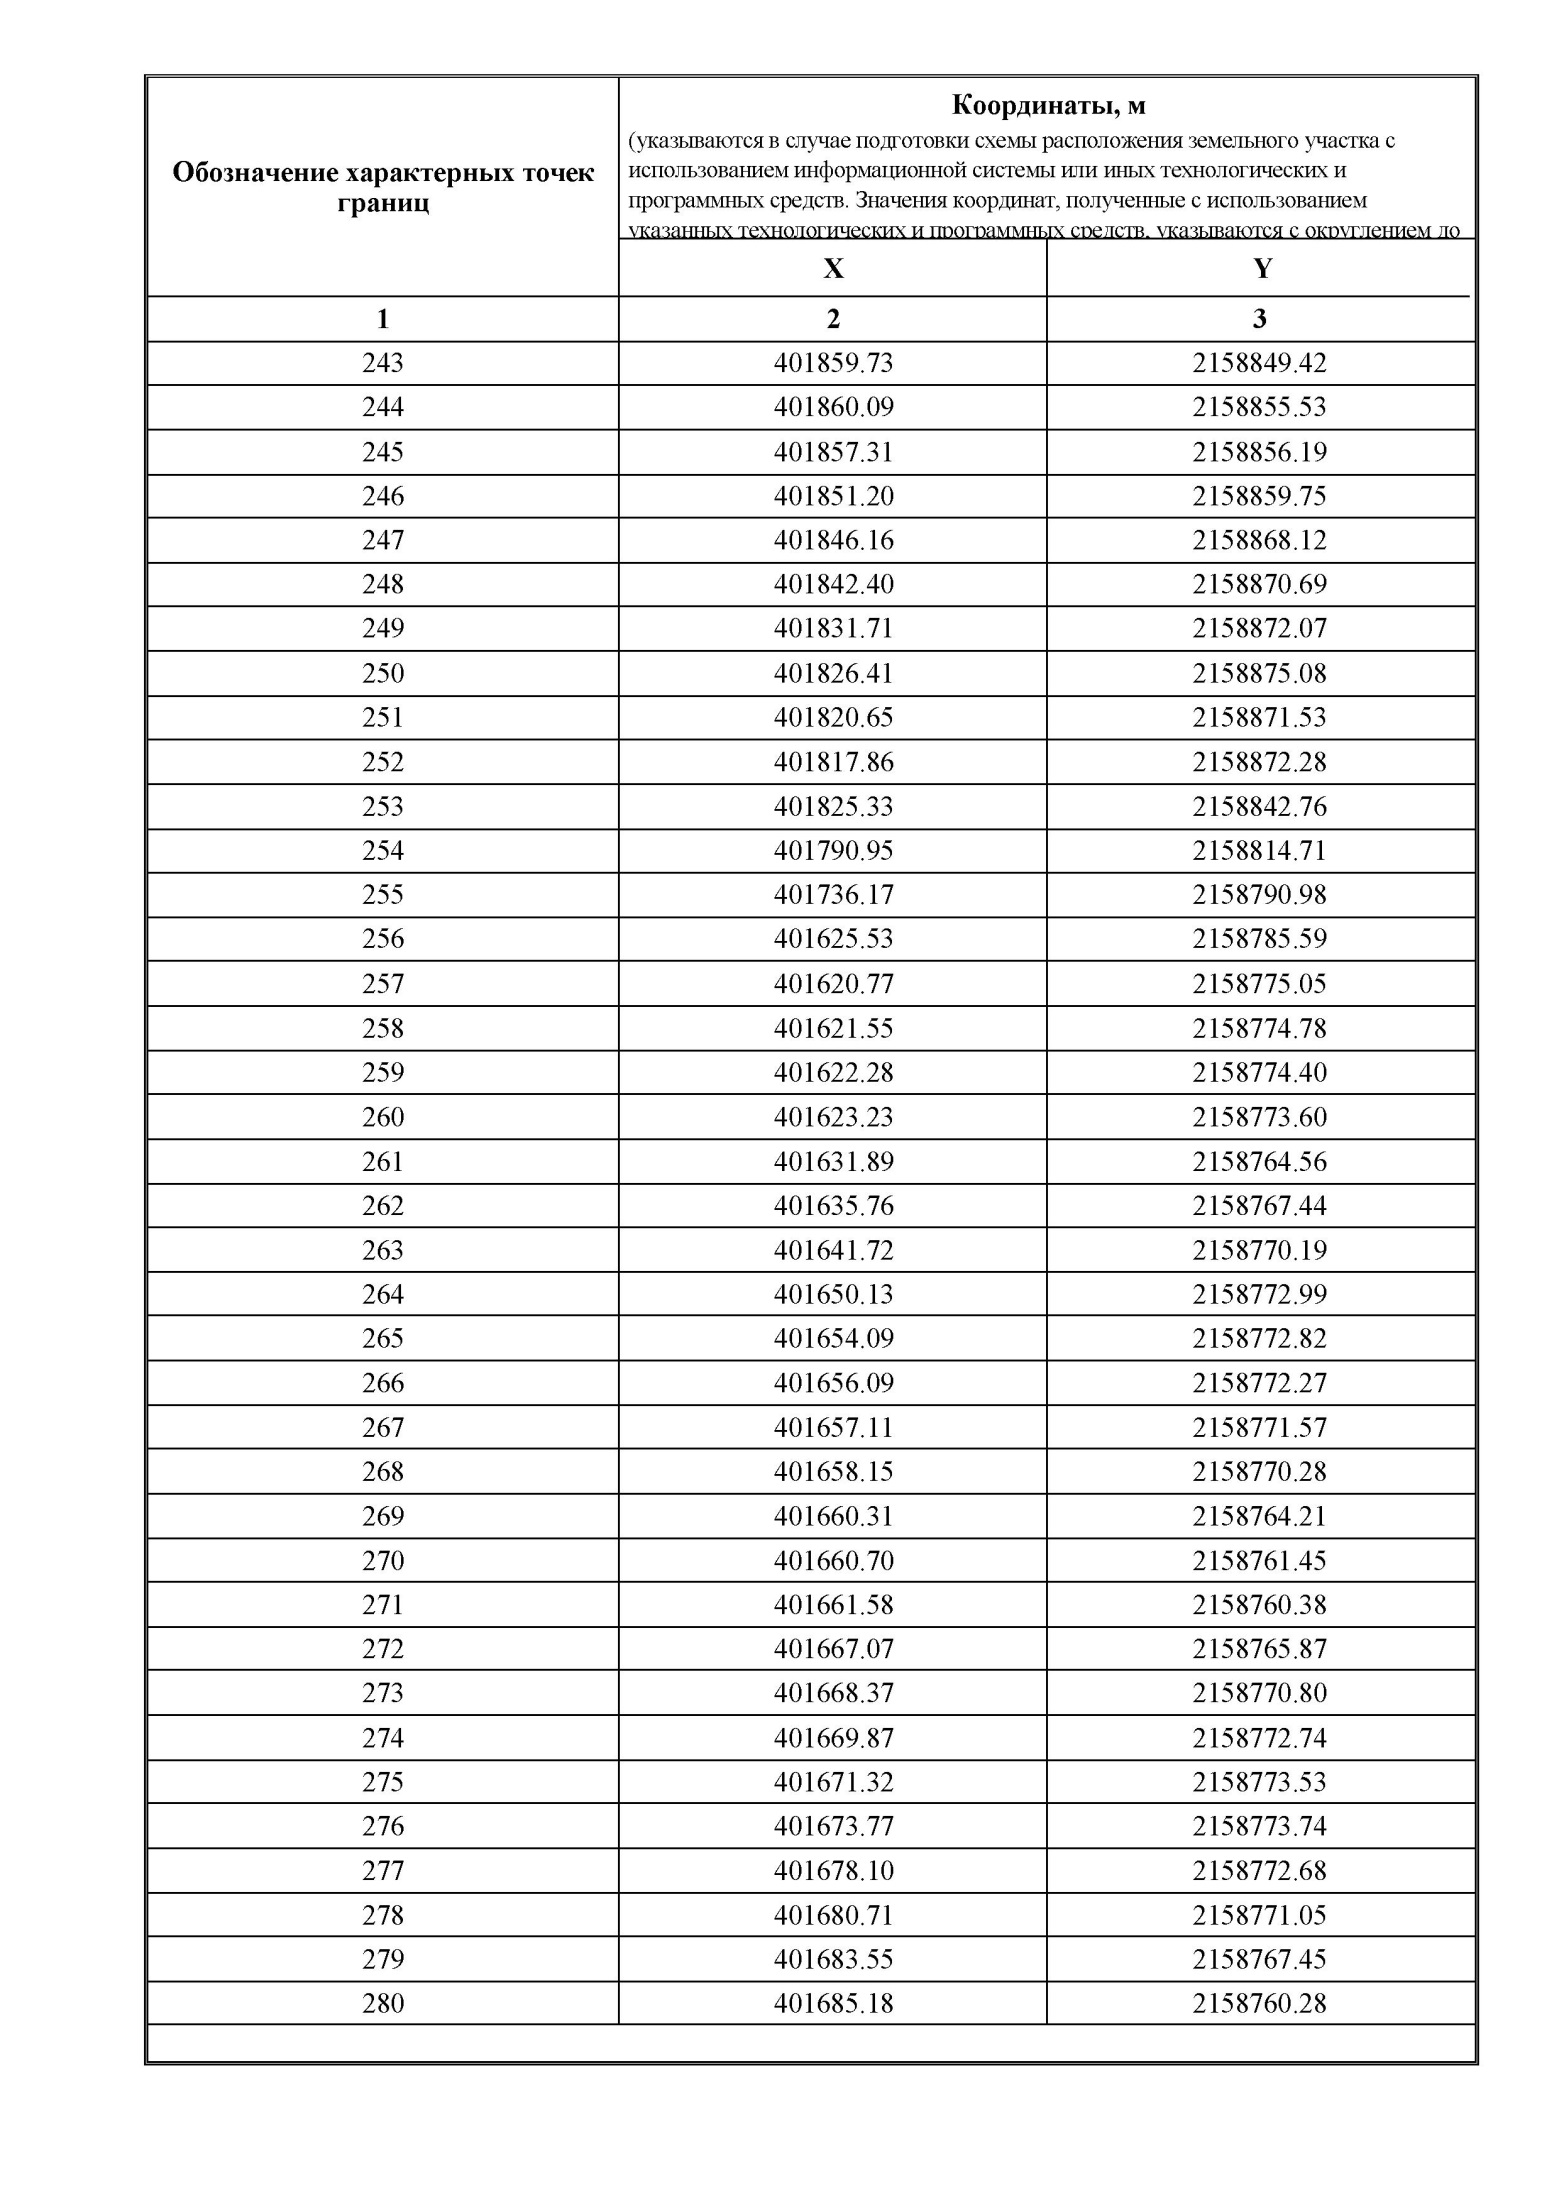 Обозначение характерных точек
границ
Координаты, м
(указываются в случае подготовки схемы расположения земельного участка с
использованием информационной системы или иных технологических и
программных средств. Значения координат, полученные с использованием
указанных технологических и программных средств, указываются с округлением до
X Y
1 2 3
243 401859.73 2158849.42
244 401860.09 2158855.53
245 401857.31 2158856.19
246 401851.20 2158859.75
247 401846.16 2158868.12
248 401842.40 2158870.69
249 401831.71 2158872.07
250 401826.41 2158875.08
251 401820.65 2158871.53
252 401817.86 2158872.28
253 401825.33 2158842.76
254 401790.95 2158814.71
255 401736.17 2158790.98
256 401625.53 2158785.59
257 401620.77 2158775.05
258 401621.55 2158774.78
259 401622.28 2158774.40
260 401623.23 2158773.60
261 401631.89 2158764.56
262 401635.76 2158767.44
263 401641.72 2158770.19
264 401650.13 2158772.99
265 401654.09 2158772.82
266 401656.09 2158772.27
267 401657.11 2158771.57
268 401658.15 2158770.28
269 401660.31 2158764.21
270 401660.70 2158761.45
271 401661.58 2158760.38
272 401667.07 2158765.87
273 401668.37 2158770.80
274 401669.87 2158772.74
275 401671.32 2158773.53
276 401673.77 2158773.74
277 401678.10 2158772.68
278 401680.71 2158771.05
279 401683.55 2158767.45
280 401685.18 2158760.28